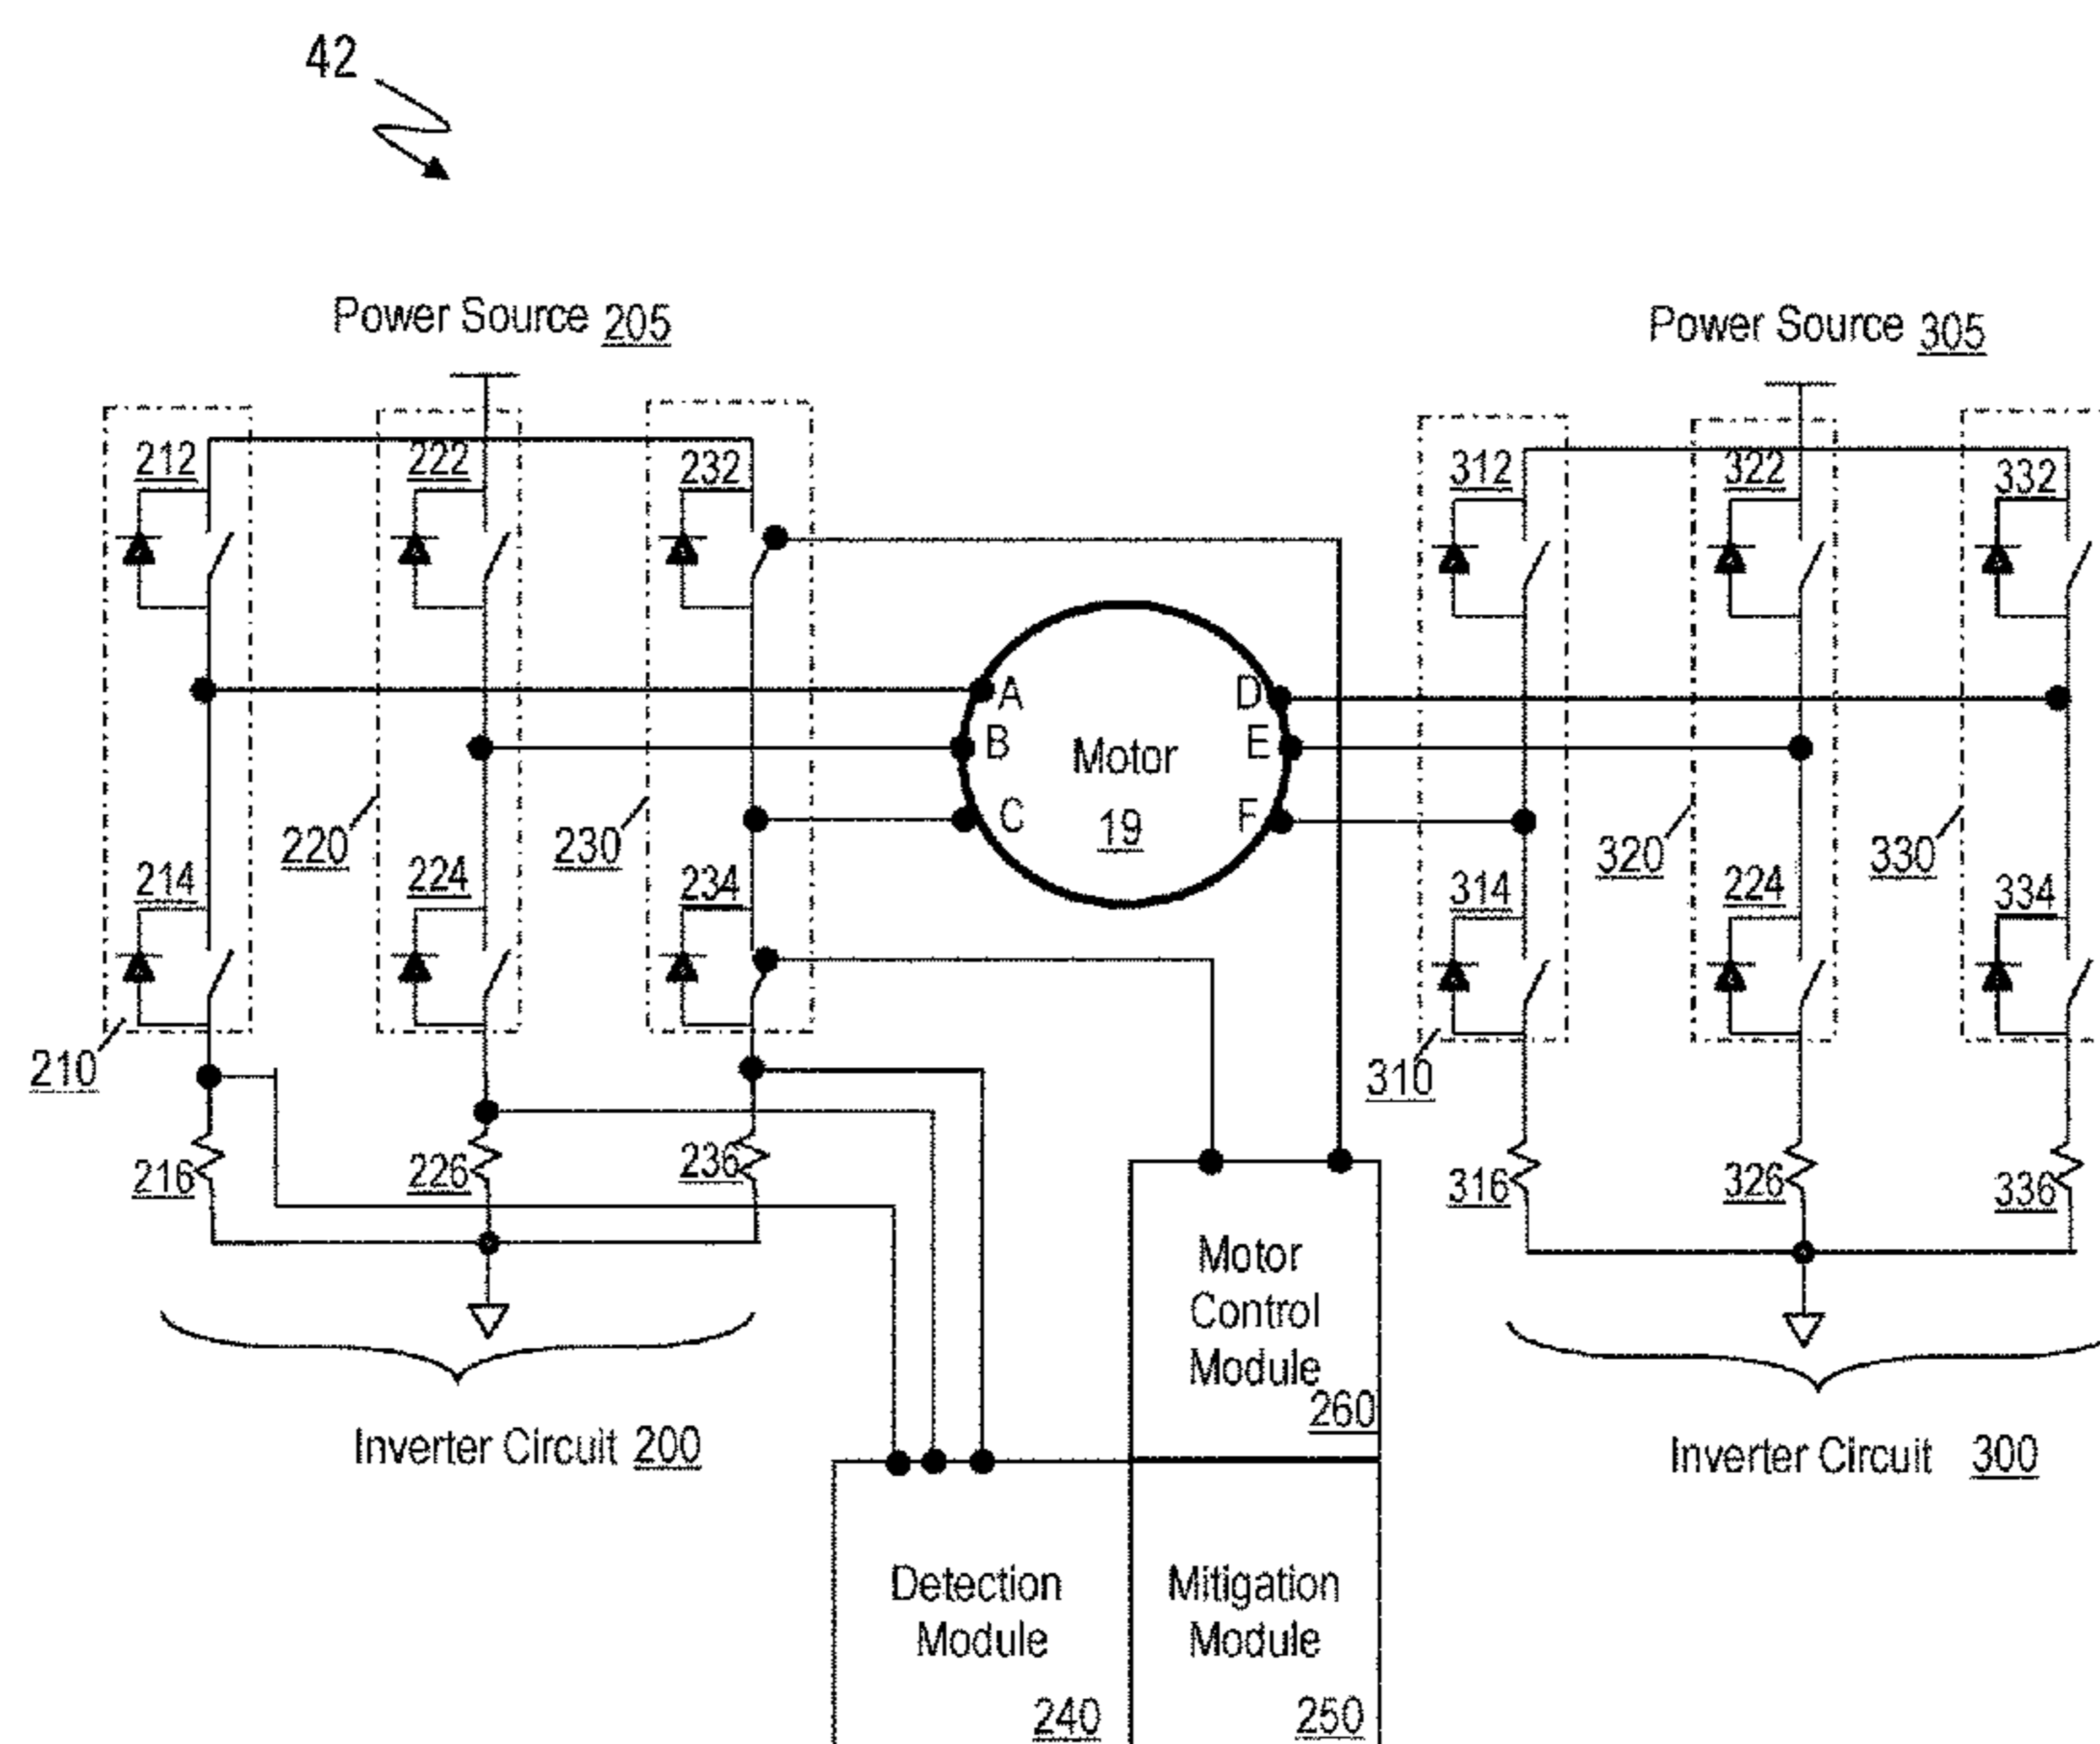 42
Power Source 205
Power Source 305
212
222
232
312
322
332
A
D
B
E
Motor
C
F
19
220
230
320
330
214
224
234
314
224
334
210
310
216
226
236
316
326
336
Motor
Control
Module
260
Inverter Circuit 200
Inverter Circuit 300
Detection
Module
240
Mitigation
Module
250